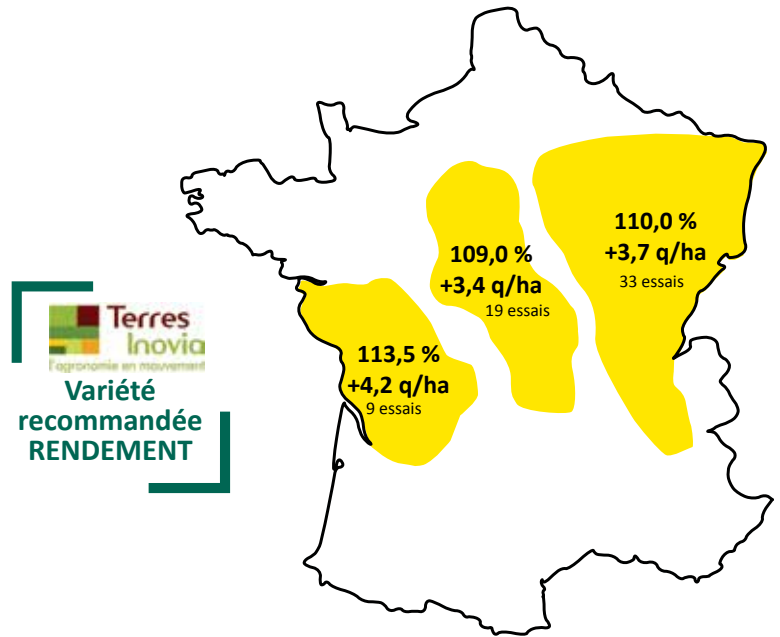 110,0 %
+3,7 q/ha
33 essais
109,0 %
+3,4 q/ha
19 essais
113,5 %
+4,2 q/ha
9 essais
Terres
Inovia
l'agronomie en mouvement
Variété
recommandée
RENDEMENT